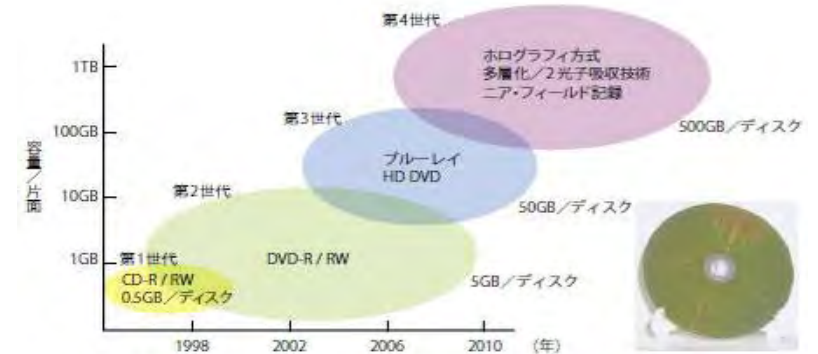 第4世代
ホログラフィ方式
多層化／2光子吸収技術
ニア・フィールド記録
500GB／ディスク
第3世代
ブルーレイ
HD DVD
50GB／ディスク
第2世代
DVD-R / RW
5GB／ディスク
第1世代
CD-R / RW
0.5GB／ディスク
容量／片面
1TB
100GB
10GB
1GB
1998
2002
2006
2010
（年）